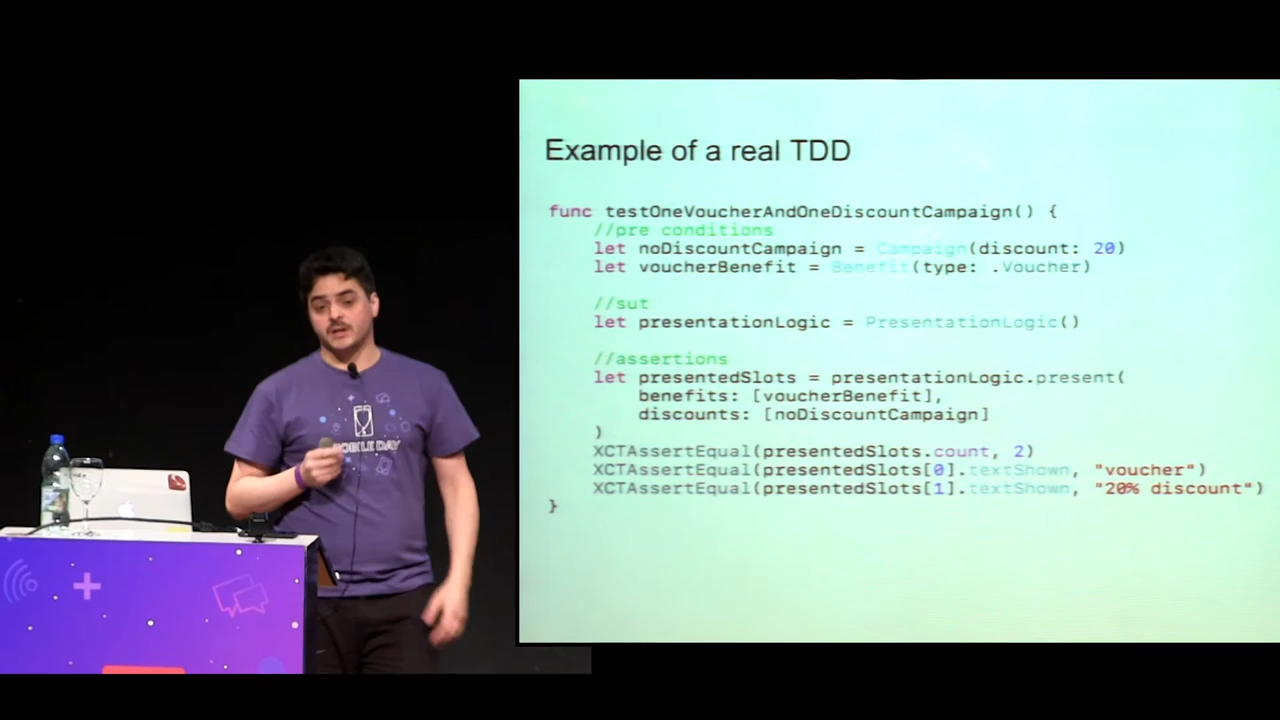 Example of a real TDD
func testOneVoucherAndOneDiscountCampaign() {
//pre conditions
let noDiscountCampaign = Campaign(discount: 20)
let voucherBenefit = Benefit(type: .Voucher)
//sut
let presentationLogic = PresentationLogic()
//assertions
let presentedSlots = presentationLogic.present(
benefits: [voucherBenefit],
discounts: [noDiscountCampaign]
)
XCTAssertEqual(presentedSlots.count, 2)
XCTAssertEqual(presentedSlots[0].textShown, "voucher")
XCTAssertEqual(presentedSlots[1].textShown, "20% discount")
}
MOBILE DAY